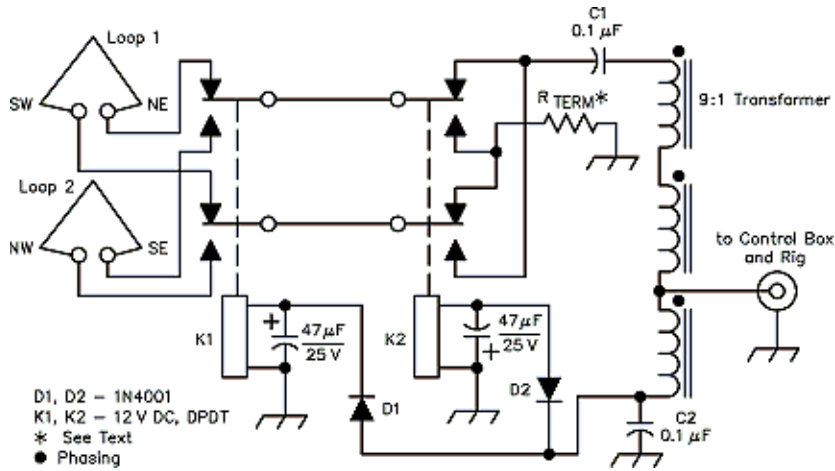 Loop 1
SW
NE
Loop 2
NW
SE
C1
0.1 µF
R TERM*
9:1 Transformer
to Control Box
and Rig
K1
+
47µF
25 V
K2
+
47µF
25 V
D1
D2
C2
0.1 µF
D1, D2 – 1N4001
K1, K2 – 12 V DC, DPDT
* See Text
● Phasing